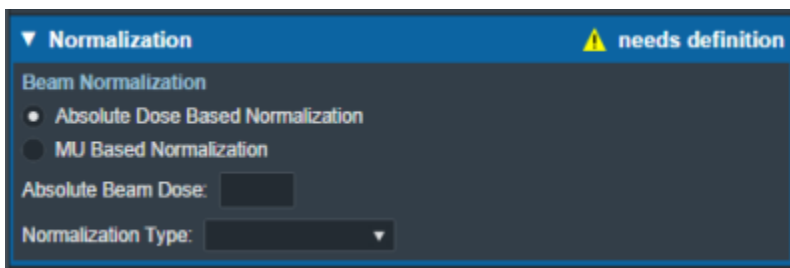 Normalization needs definition
Beam Normalization
Absolute Dose Based Normalization
MU Based Normalization
Absolute Beam Dose:
Normalization Type: